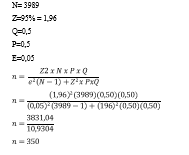 N= 3989
Z=95% = 1,96
Q=0,5
P=0,5
E=0,05
n = Z2 x N x P x Q / e²(N − 1) + Z²x PxQ
n = (1,96)²(3989)(0,50)(0,50) / (0,05)²(3989 − 1) + (196)²(0,50)(0,50)
n = 3831,04 / 10,9304
n = 350